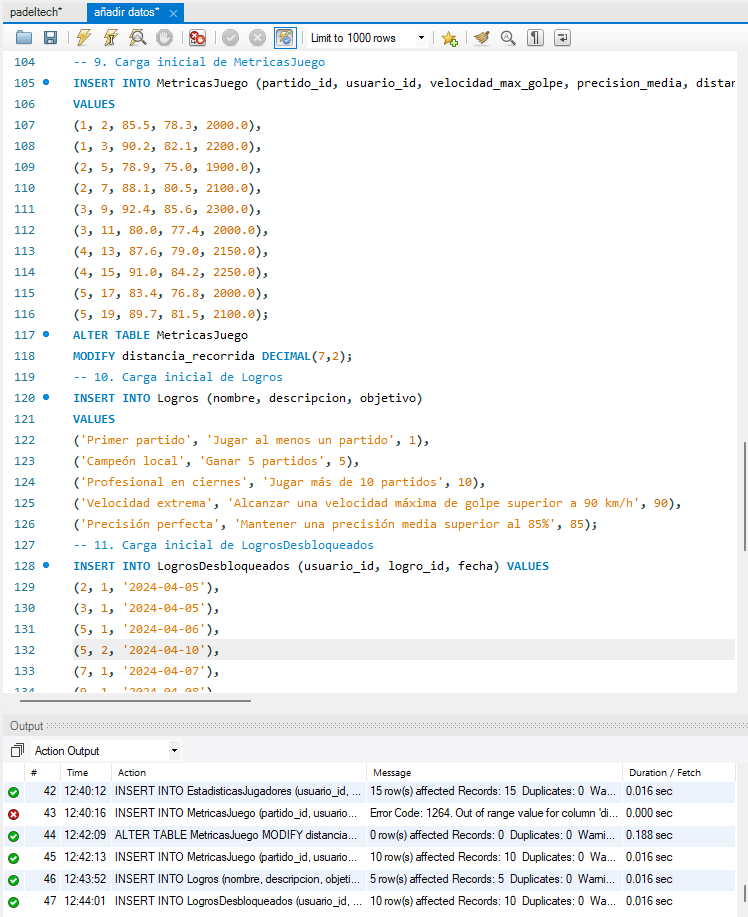 padeltech*
añadir datos* ×
Limit to 1000 rows
104 -- 9. Carga inicial de MetricasJuego
105 INSERT INTO MetricasJuego (partido_id, usuario_id, velocidad_max_golpe, precision_media, distan
106 VALUES
107 (1, 2, 85.5, 78.3, 2000.0),
108 (1, 3, 90.2, 82.1, 2200.0),
109 (2, 5, 78.9, 75.0, 1900.0),
110 (2, 7, 88.1, 80.5, 2100.0),
111 (3, 9, 92.4, 85.6, 2300.0),
112 (3, 11, 80.0, 77.4, 2000.0),
113 (4, 13, 87.6, 79.0, 2150.0),
114 (4, 15, 91.0, 84.2, 2250.0),
115 (5, 17, 83.4, 76.8, 2000.0),
116 (5, 19, 89.7, 81.5, 2100.0);
117 ALTER TABLE MetricasJuego
118 MODIFY distancia_recorrida DECIMAL(7,2);
119 -- 10. Carga inicial de Logros
120 INSERT INTO Logros (nombre, descripcion, objetivo)
121 VALUES
122 ('Primer partido', 'Jugar al menos un partido', 1),
123 ('Campeón local', 'Ganar 5 partidos', 5),
124 ('Profesional en ciernes', 'Jugar más de 10 partidos', 10),
125 ('Velocidad extrema', 'Alcanzar una velocidad máxima de golpe superior a 90 km/h', 90),
126 ('Precisión perfecta', 'Mantener una precisión media superior al 85%', 85);
127 -- 11. Carga inicial de LogrosDesbloqueados
128 INSERT INTO LogrosDesbloqueados (usuario_id, logro_id, fecha) VALUES
129 (2, 1, '2024-04-05'),
130 (3, 1, '2024-04-05'),
131 (5, 1, '2024-04-06'),
132 (5, 2, '2024-04-10'),
133 (7, 1, '2024-04-07'),
134 (9, 1, '2024-04-08')
Output
Action Output
# Time Action Message Duration / Fetch
42 12:40:12 INSERT INTO EstadisticasJugadores (usuario_id, ... 15 row(s) affected Records: 15 Duplicates: 0 Wa... 0.016 sec
43 12:40:16 INSERT INTO MetricasJuego (partido_id, usuario... Error Code: 1264. Out of range value for column 'di... 0.000 sec
44 12:42:09 ALTER TABLE MetricasJuego MODIFY distancia... 0 row(s) affected Records: 0 Duplicates: 0 Warni... 0.188 sec
45 12:42:13 INSERT INTO MetricasJuego (partido_id, usuario... 10 row(s) affected Records: 10 Duplicates: 0 Wa... 0.016 sec
46 12:43:52 INSERT INTO Logros (nombre, descripcion, objeti... 5 row(s) affected Records: 5 Duplicates: 0 Warni... 0.016 sec
47 12:44:01 INSERT INTO LogrosDesbloqueados (usuario_id, ... 10 row(s) affected Records: 10 Duplicates: 0 Wa... 0.016 sec